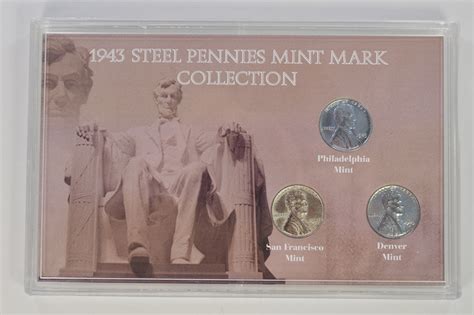 1943 STEEL PENNIES MINT MARK
COLLECTION
Philadelphia
Mint
San Francisco
Mint
Denver
Mint